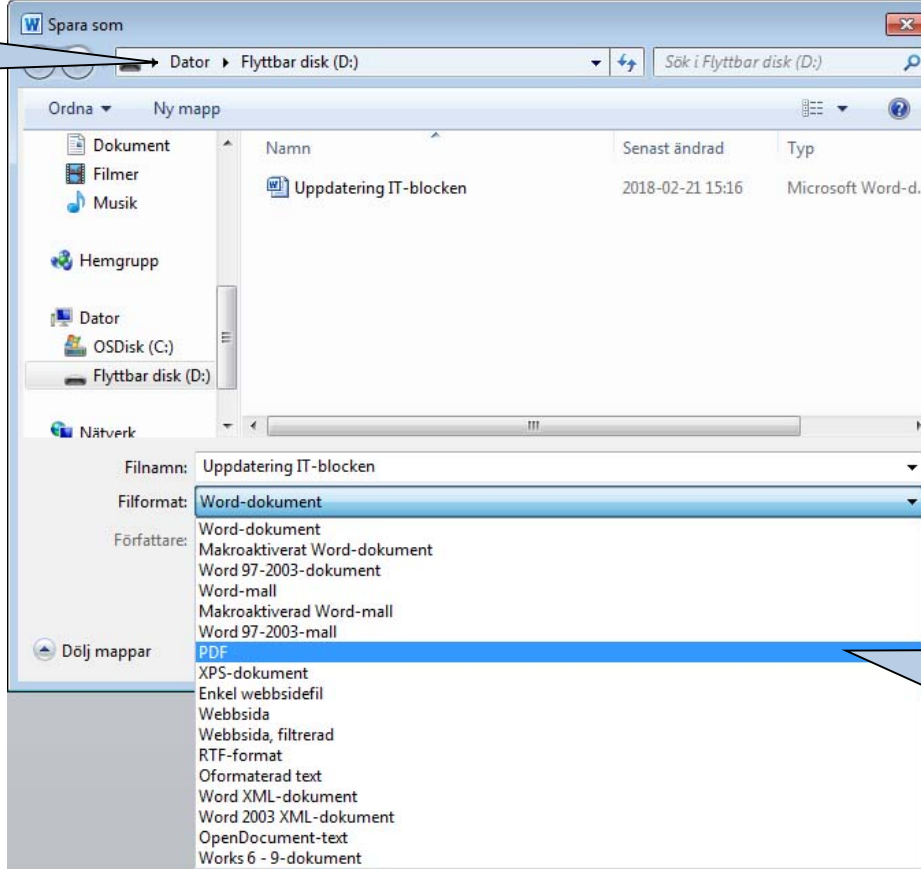 Spara som
Dator ▸ Flyttbar disk (D:)
Sök i Flyttbar disk (D:)
Ordna
Ny mapp
Dokument
Filmer
Musik
Hemgrupp
Dator
OSDisk (C:)
Flyttbar disk (D:)
Nätverk
Namn Senast ändrad Typ
Uppdatering IT-blocken 2018-02-21 15:16 Microsoft Word-d.
Filnamn: Uppdatering IT-blocken
Filformat: Word-dokument
Författare:
Word-dokument
Makroaktiverat Word-dokument
Word 97-2003-dokument
Word-mall
Makroaktiverad Word-mall
Word 97-2003-mall
PDF
XPS-dokument
Enkel webbsidefil
Webbsida
Webbsida, filtrerad
RTF-format
Oformaterad text
Word XML-dokument
Word 2003 XML-dokument
OpenDocument-text
Works 6 - 9-dokument
Dölj mappar